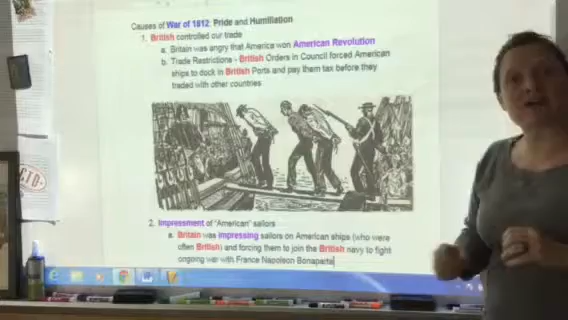 Causes of War of 1812: Pride and Humiliation
1. British controlled our trade
a. Britain was angry that America won American Revolution
b. Trade Restrictions - British Orders in Council forced American
ships to dock in British Ports and pay them tax before they
traded with other countries
2. Impressment of "American" sailors
a. Britain was impressing sailors on American ships (who were
often British) and forcing them to join the British navy to fight
ongoing war with France Napoleon Bonaparte